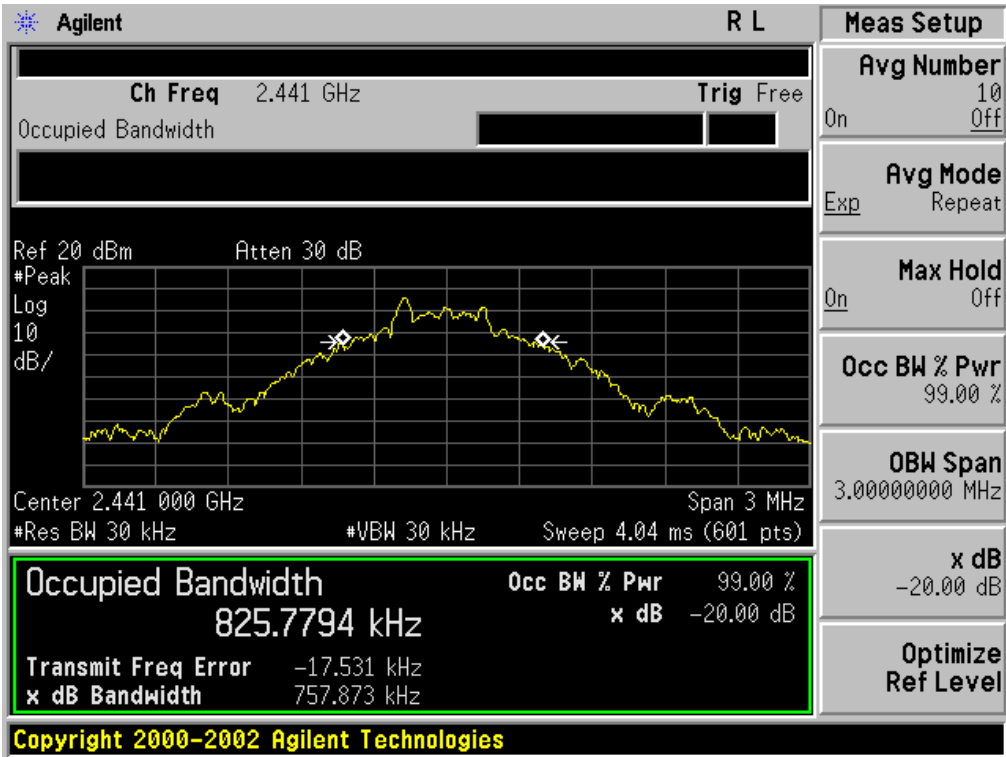 Agilent
R L
Meas Setup
Ch Freq 2.441 GHz
Trig Free
Occupied Bandwidth
Avg Number
10
On Off
Avg Mode
Exp Repeat
Max Hold
On Off
Occ BW % Pwr
99.00 %
OBW Span
3.00000000 MHz
x dB
-20.00 dB
Optimize
Ref Level
Ref 20 dBm
Atten 30 dB
#Peak
Log
10
dB/
Center 2.441 000 GHz
Span 3 MHz
#Res BW 30 kHz
#VBW 30 kHz
Sweep 4.04 ms (601 pts)
Occupied Bandwidth
825.7794 kHz
Occ BW % Pwr 99.00 %
x dB -20.00 dB
Transmit Freq Error -17.531 kHz
x dB Bandwidth 757.873 kHz
Copyright 2000-2002 Agilent Technologies